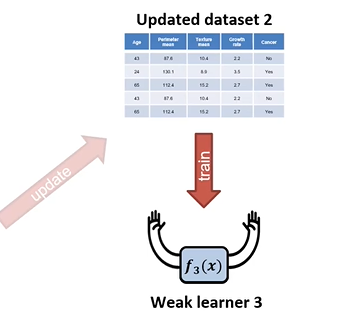 Updated dataset 2
Age Perimeter mean Texture mean Growth rate Cancer
43 87.6 10.4 2.2 No
24 130.1 8.9 3.5 Yes
65 112.4 15.2 2.7 Yes
43 87.6 10.4 2.2 No
65 112.4 15.2 2.7 Yes
update
train
f₃(x)
Weak learner 3